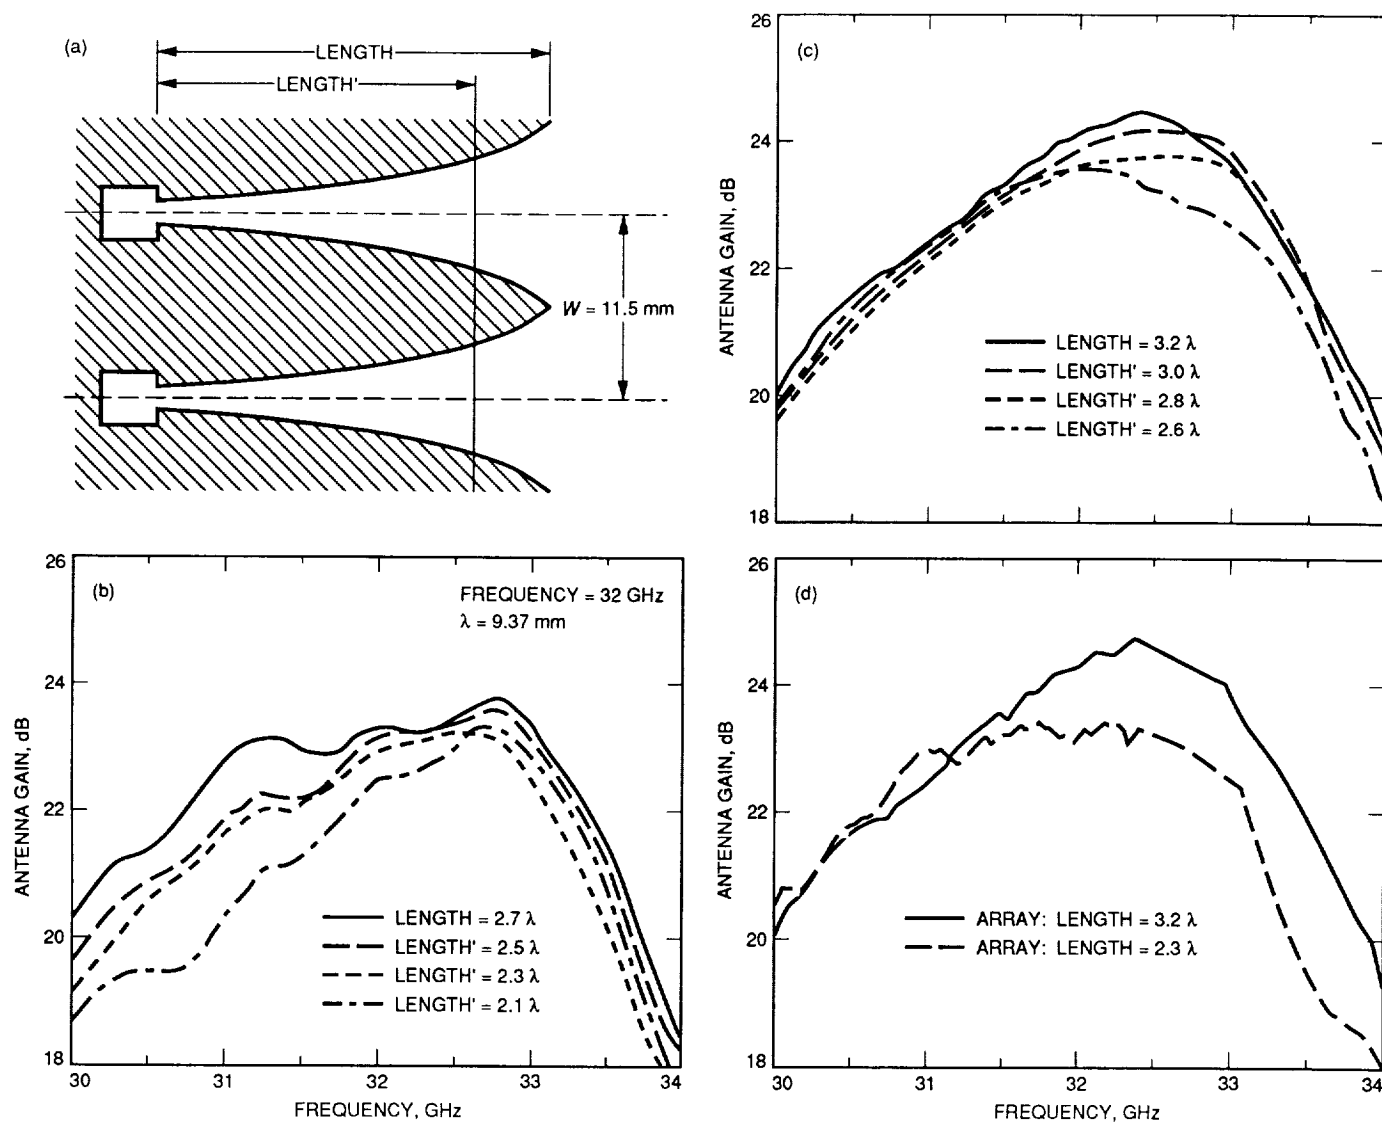 (a)
LENGTH
LENGTH'
W = 11.5 mm
(b)
FREQUENCY = 32 GHz
λ = 9.37 mm
26
24
22
20
18
ANTENNA GAIN, dB
LENGTH = 2.7 λ
LENGTH' = 2.5 λ
LENGTH' = 2.3 λ
LENGTH' = 2.1 λ
30 31 32 33 34
FREQUENCY, GHz
(c)
26
24
22
20
18
ANTENNA GAIN, dB
LENGTH = 3.2 λ
LENGTH' = 3.0 λ
LENGTH' = 2.8 λ
LENGTH' = 2.6 λ
(d)
26
24
22
20
18
ANTENNA GAIN, dB
ARRAY: LENGTH = 3.2 λ
ARRAY: LENGTH = 2.3 λ
30 31 32 33 34
FREQUENCY, GHz